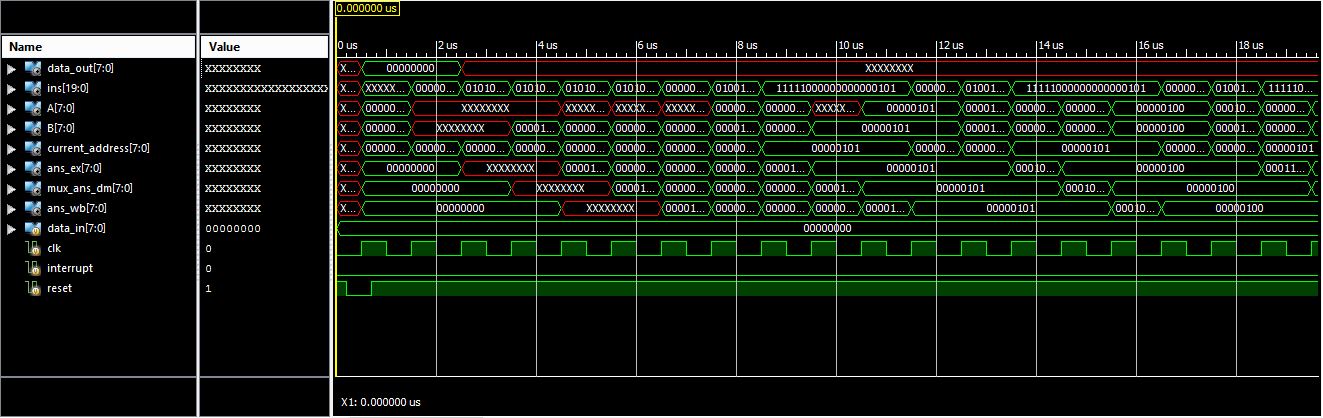 0.000000 us
Name Value
0 us 2 us 4 us 6 us 8 us 10 us 12 us 14 us 16 us 18 us
data_out[7:0] XXXXXXXX X... 00000000 XXXXXXXX
ins[19:0] XXXXXXXXXXXXXXXXXXXX X... XXXXX... 00000... 01010... 01010... 01010... 01010... 00000... 01001... 11111000000000000101 00000... 01001... 11111000000000000101 00000... 01001... 111110...
A[7:0] XXXXXXXX X... 00000... XXXXXXXX XXXXX... XXXXX... XXXXX... 00000... 00000... XXXXX... 00000101 00001... 00000... 00000... 00000100 00010... 00000...
B[7:0] XXXXXXXX X... 00000... XXXXXXXX 00001... 00000... 00000... 00000... 00000... 00000101 00001... 00000... 00000... 00000100 00000... 00000...
current_address[7:0] XXXXXXXX X... 00000... 00000... 00000... 00000... 00000... 00000... 00000... 00000... 00000101 00000... 00000... 00000101 00000... 00000... 00000101
ans_ex[7:0] XXXXXXXX X... 00000000 XXXXXXXX 00001... 00000... 00000... 00000... 00001... 00000101 00010... 00000100 00011...
mux_ans_dm[7:0] XXXXXXXX X... 00000000 XXXXXXXX 00001... 00000... 00000... 00000... 00001... 00000101 00010... 00000100
ans_wb[7:0] XXXXXXXX X... 00000000 XXXXXXXX 00001... 00000... 00000... 00000... 00001... 00000101 00010... 00000100
data_in[7:0] 00000000 00000000
clk 0
interrupt 0
reset 1
X1: 0.000000 us